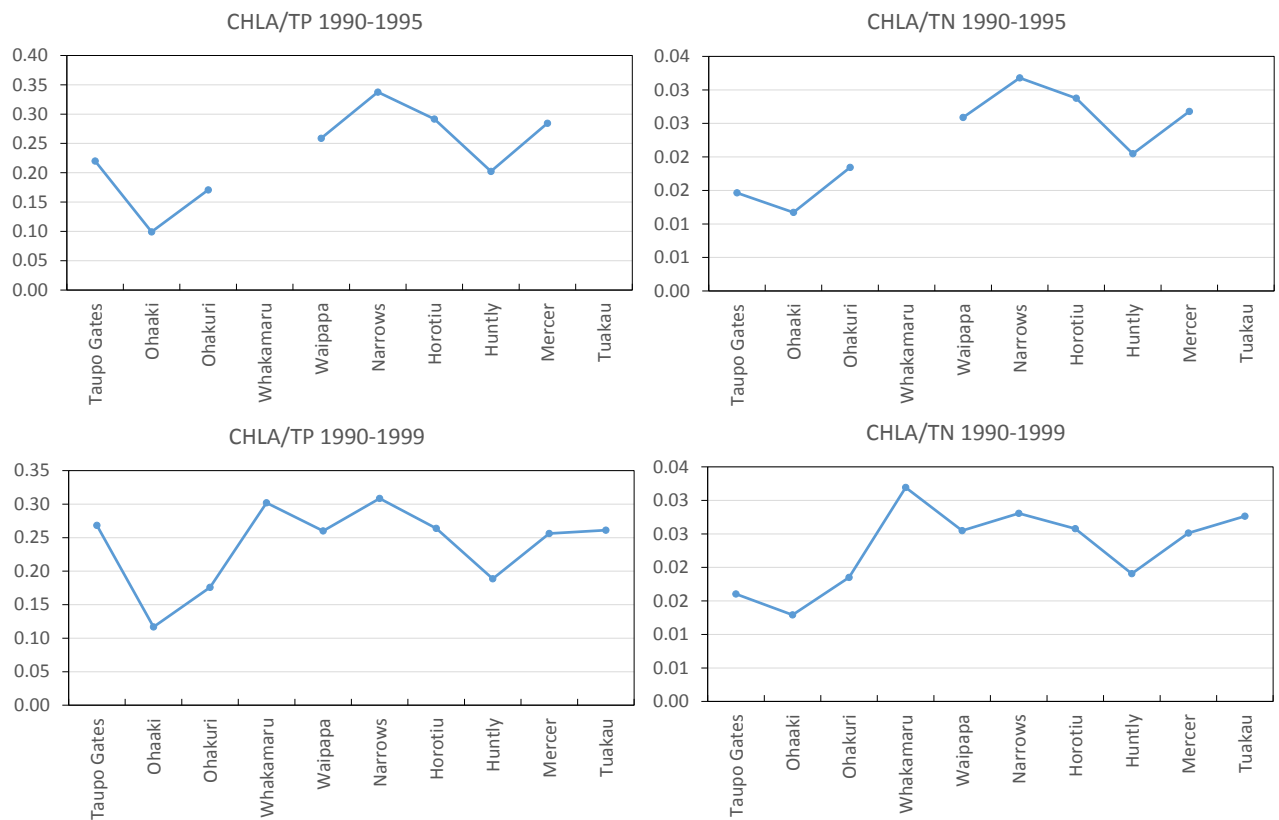 CHLA/TP 1990-1995
0.40
0.35
0.30
0.25
0.20
0.15
0.10
0.05
0.00
Taupo Gates
Ohaaki
Ohakuri
Whakamaru
Waipapa
Narrows
Horotiu
Huntly
Mercer
Tuakau
CHLA/TN 1990-1995
0.04
0.03
0.03
0.02
0.02
0.01
0.01
0.00
Taupo Gates
Ohaaki
Ohakuri
Whakamaru
Waipapa
Narrows
Horotiu
Huntly
Mercer
Tuakau
CHLA/TP 1990-1999
0.35
0.30
0.25
0.20
0.15
0.10
0.05
0.00
Taupo Gates
Ohaaki
Ohakuri
Whakamaru
Waipapa
Narrows
Horotiu
Huntly
Mercer
Tuakau
CHLA/TN 1990-1999
0.04
0.03
0.03
0.02
0.02
0.01
0.01
0.00
Taupo Gates
Ohaaki
Ohakuri
Whakamaru
Waipapa
Narrows
Horotiu
Huntly
Mercer
Tuakau